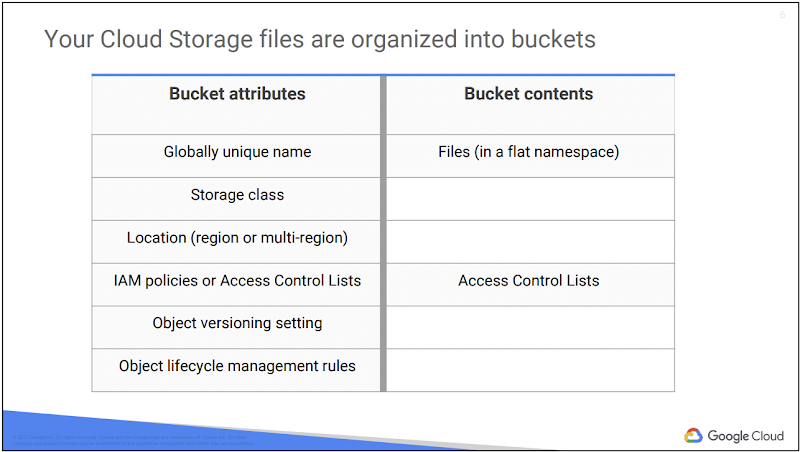 6
Your Cloud Storage files are organized into buckets
Bucket attributes
Bucket contents
Globally unique name
Files (in a flat namespace)
Storage class
Location (region or multi-region)
IAM policies or Access Control Lists
Access Control Lists
Object versioning setting
Object lifecycle management rules
Google Cloud